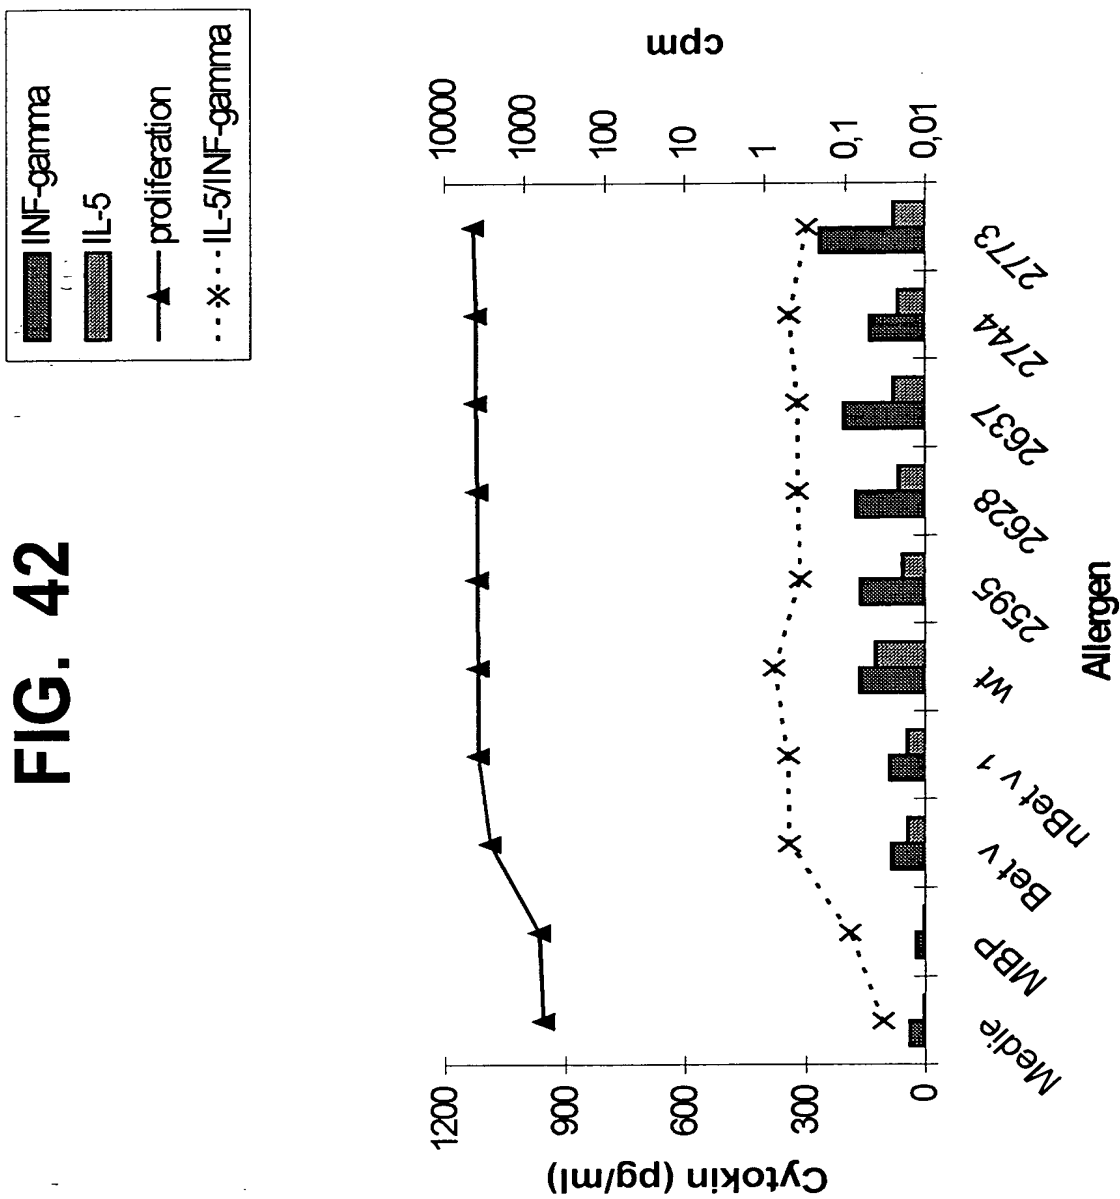 FIG. 42
INF-gamma
IL-5
proliferation
IL-5/INF-gamma
Cytokin (pg/ml)
1200
900
600
300
0
cpm
10000
1000
100
10
1
0,1
0,01
Medie
MBP
Bet v
nBet v 1
wt
2595
2628
2637
2744
2773
Allergen